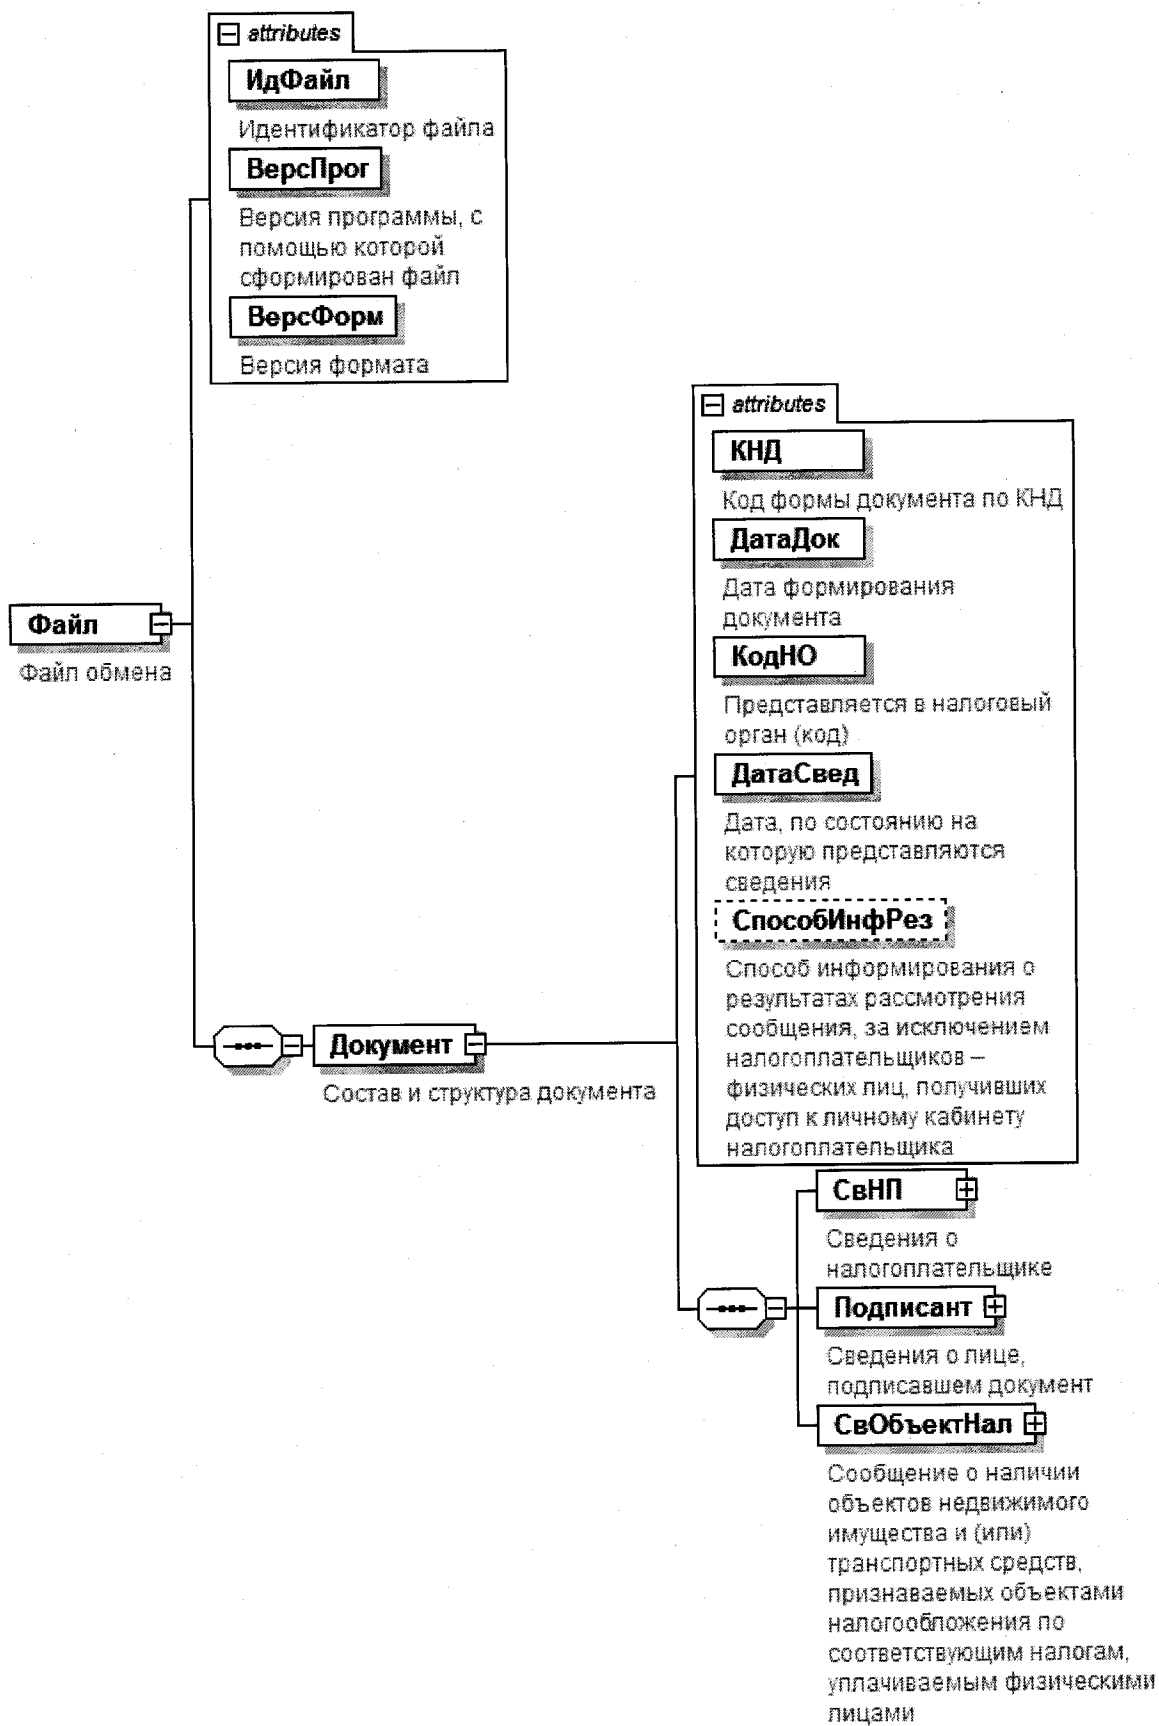 attributes
ИдФайл
Идентификатор файла
ВерсПрог
Версия программы, с
помощью которой
сформирован файл
ВерсФорм
Версия формата
Файл
Файл обмена
Документ
Состав и структура документа
attributes
КНД
Код формы документа по КНД
ДатаДок
Дата формирования
документа
КодНО
Представляется в налоговый
орган (код)
ДатаСвед
Дата, по состоянию на
которую представляются
сведения
СпособИнфРез
Способ информирования о
результатах рассмотрения
сообщения, за исключением
налогоплательщиков –
физических лиц, получивших
доступ к личному кабинету
налогоплательщика
СвНП
Сведения о
налогоплательщике
Подписант
Сведения о лице,
подписавшем документ
СвОбъектНал
Сообщение о наличии
объектов недвижимого
имущества и (или)
транспортных средств,
признаваемых объектами
налогообложения по
соответствующим налогам,
уплачиваемым физическими
лицами